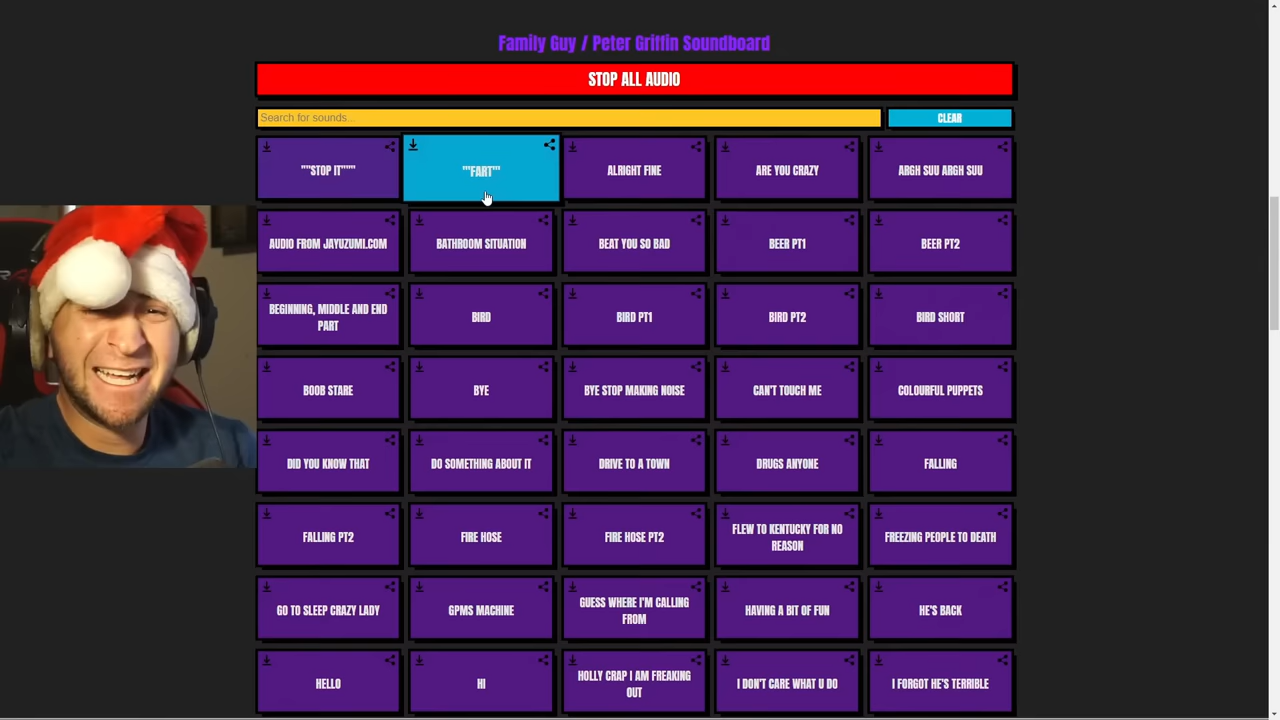 Family Guy / Peter Griffin Soundboard
STOP ALL AUDIO
Search for sounds...
CLEAR
""STOP IT"""
"'FART"'
ALRIGHT FINE
ARE YOU CRAZY
ARGH SUU ARGH SUU
AUDIO FROM JAYUZUMI.COM
BATHROOM SITUATION
BEAT YOU SO BAD
BEER PT1
BEER PT2
BEGINNING, MIDDLE AND END
PART
BIRD
BIRD PT1
BIRD PT2
BIRD SHORT
BOOB STARE
BYE
BYE STOP MAKING NOISE
CAN'T TOUCH ME
COLOURFUL PUPPETS
DID YOU KNOW THAT
DO SOMETHING ABOUT IT
DRIVE TO A TOWN
DRUGS ANYONE
FALLING
FALLING PT2
FIRE HOSE
FIRE HOSE PT2
FLEW TO KENTUCKY FOR NO
REASON
FREEZING PEOPLE TO DEATH
GO TO SLEEP CRAZY LADY
GPMS MACHINE
GUESS WHERE I'M CALLING
FROM
HAVING A BIT OF FUN
HE'S BACK
HELLO
HI
HOLLY CRAP I AM FREAKING
OUT
I DON'T CARE WHAT U DO
I FORGOT HE'S TERRIBLE